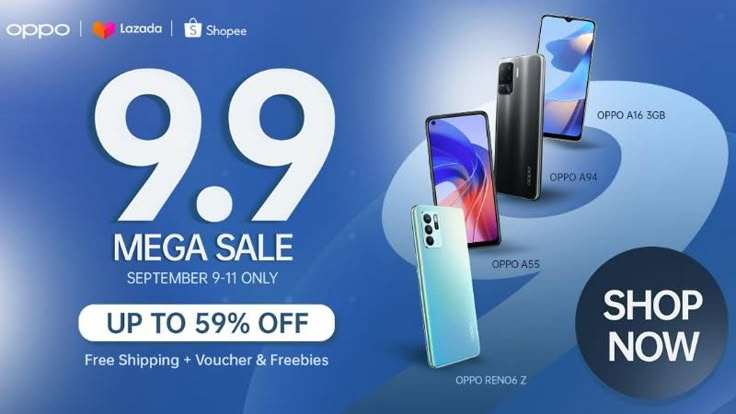 oppo | Lazada | Shopee
9.9
MEGA SALE
SEPTEMBER 9-11 ONLY
UP TO 59% OFF
Free Shipping + Voucher & Freebies
OPPO A16 3GB
OPPO A94
OPPO A55
OPPO RENO6 Z
SHOP
NOW